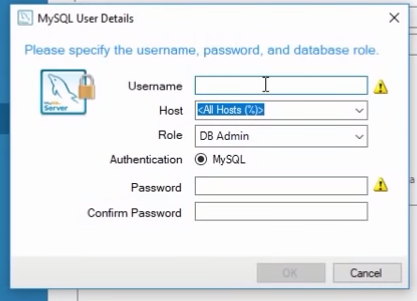 MySQL User Details
Please specify the username, password, and database role.
Username
MySQL
Server
Host <All Hosts (%)>
Role DB Admin
Authentication MySQL
Password
Confirm Password
OK Cancel